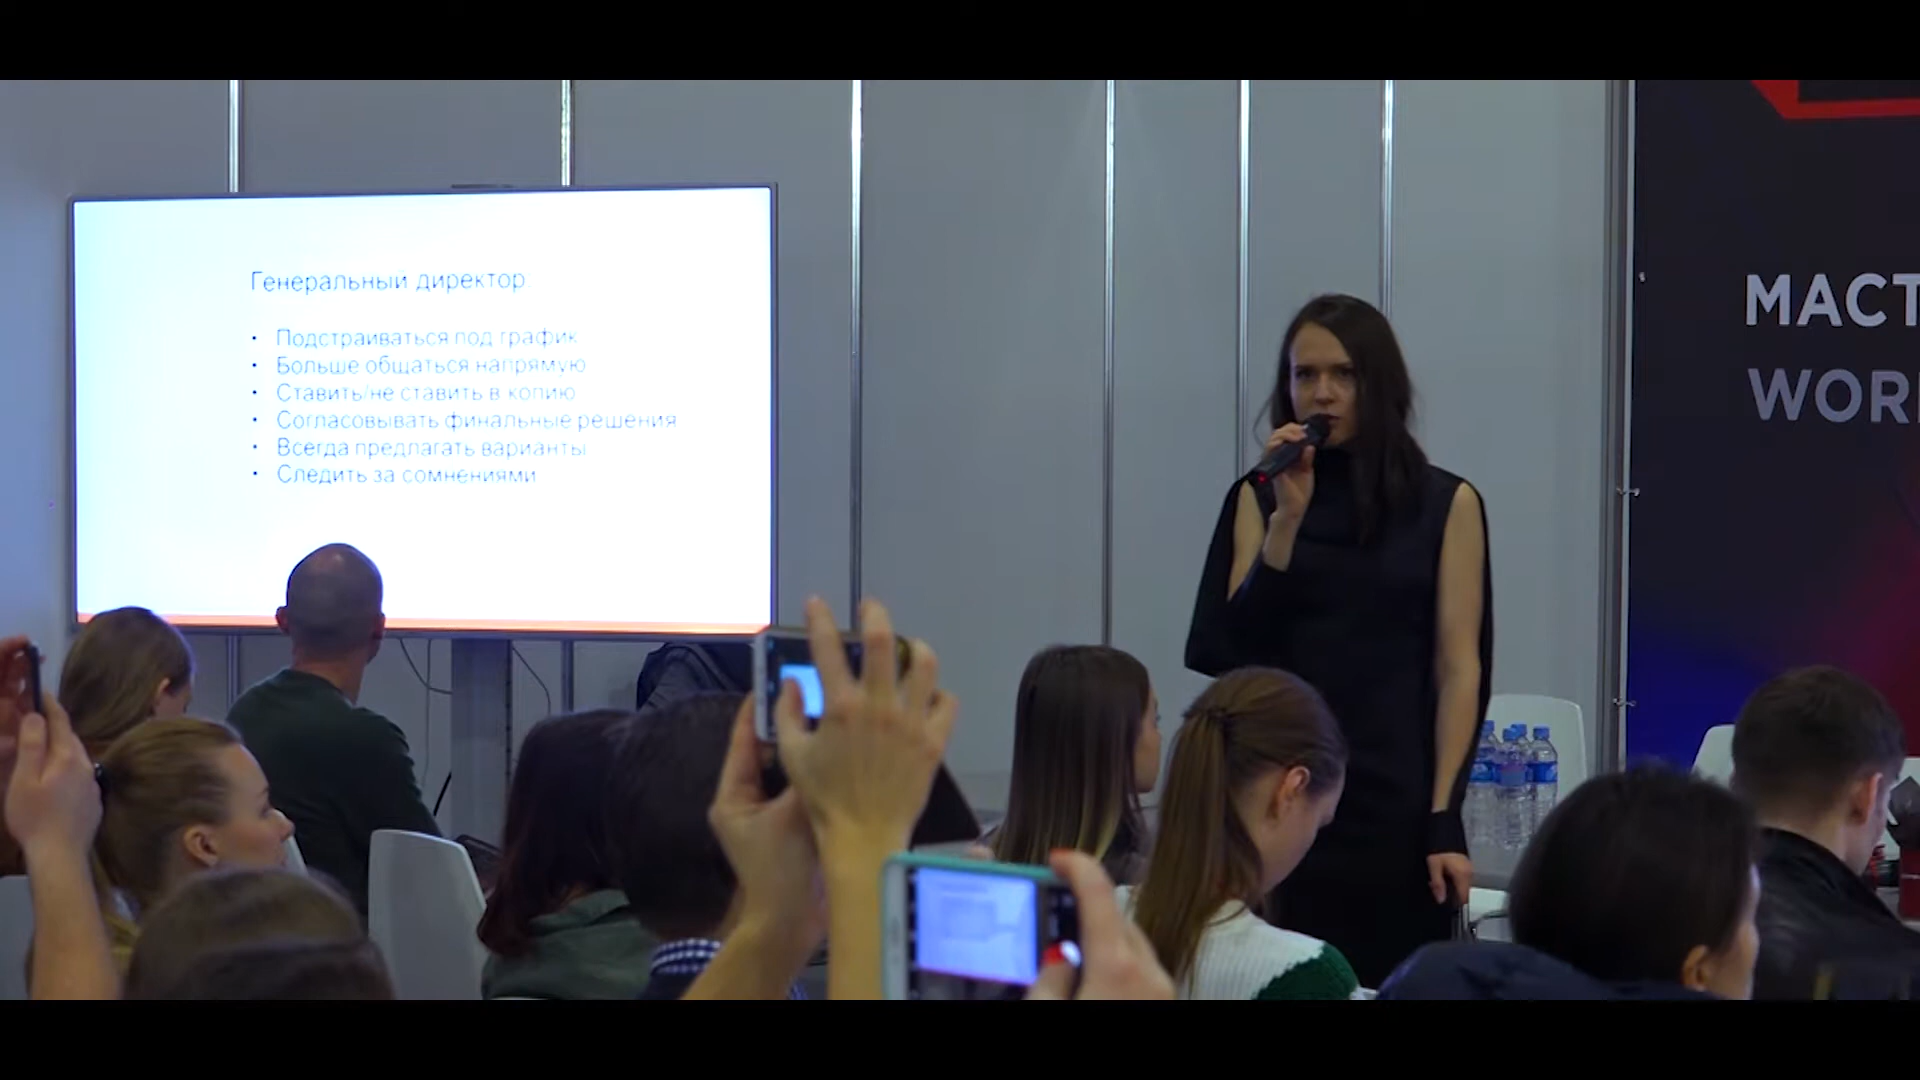 Генеральный директор:
• Подстраиваться под график
• Больше общаться напрямую
• Ставить/не ставить в копию
• Согласовывать финальные решения
• Всегда предлагать варианты
• Следить за сомнениями
МАСТ
WOR